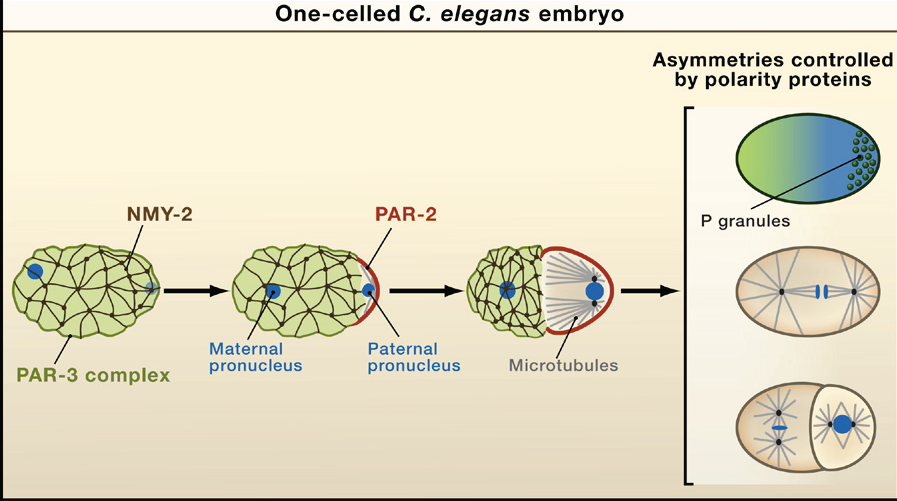 One-celled C. elegans embryo
Asymmetries controlled
by polarity proteins
NMY-2
PAR-2
P granules
Maternal
pronucleus
Paternal
pronucleus
Microtubules
PAR-3 complex